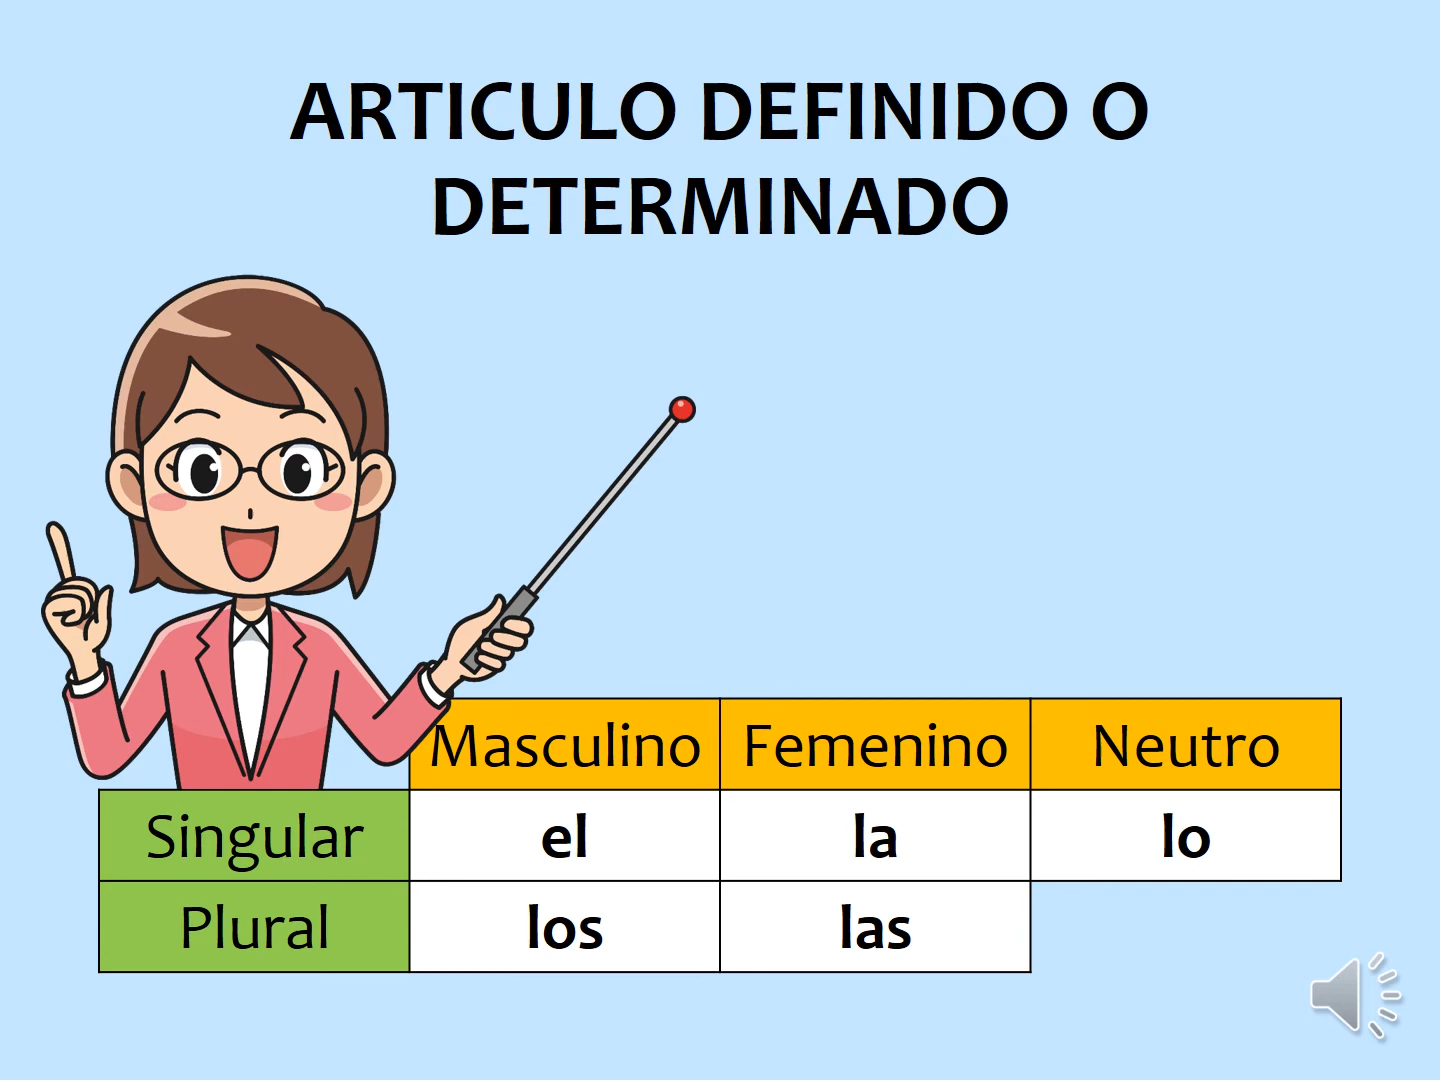 ARTICULO DEFINIDO O
DETERMINADO
Masculino Femenino Neutro
Singular el la lo
Plural los las